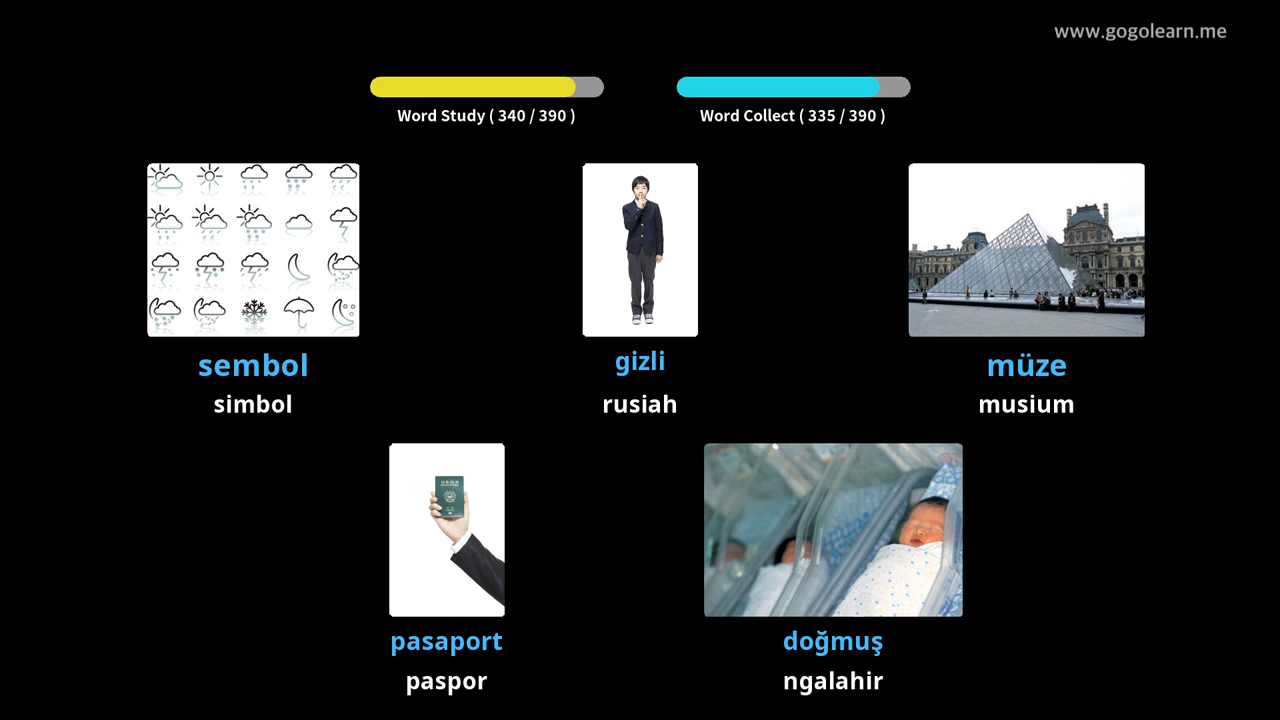 www.gogolearn.me
Word Study ( 340 / 390 )
Word Collect ( 335 / 390 )
sembol
simbol
gizli
rusiah
müze
musium
pasaport
paspor
doğmuş
ngalahir